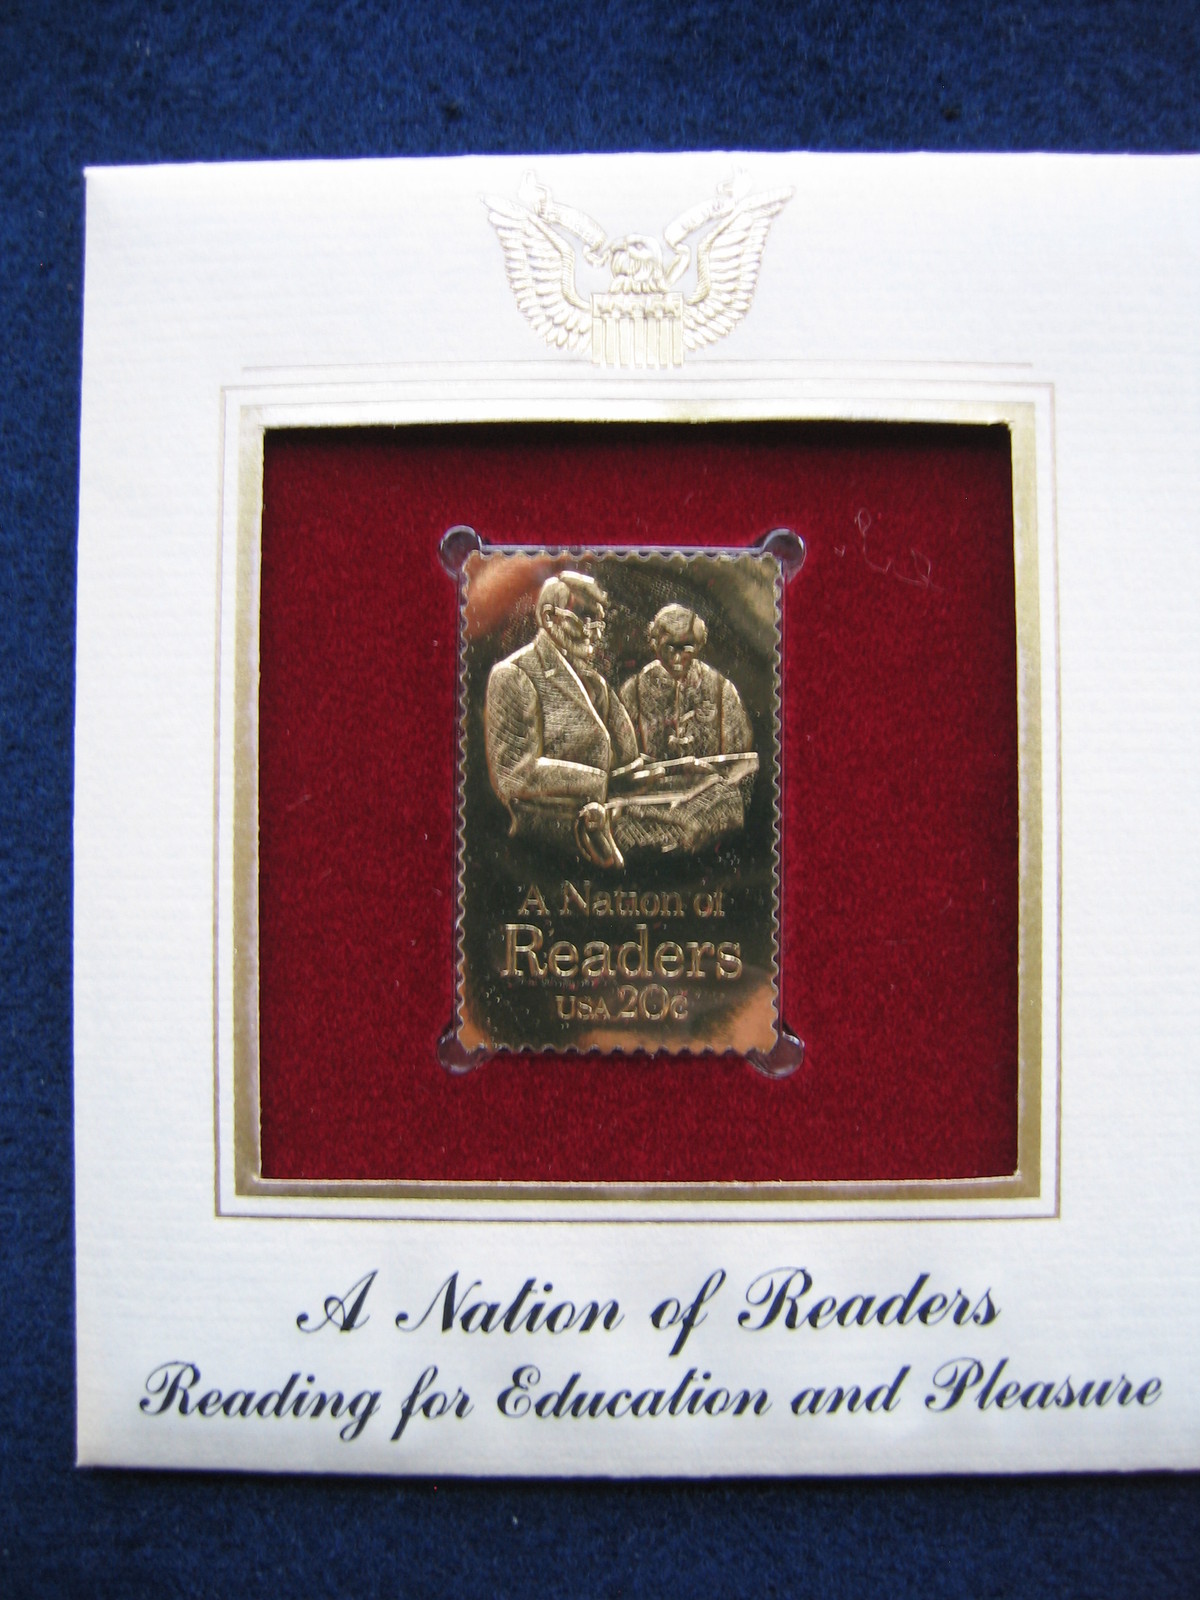 A Nation of
Readers
USA 20c
A Nation of Readers
Reading for Education and Pleasure